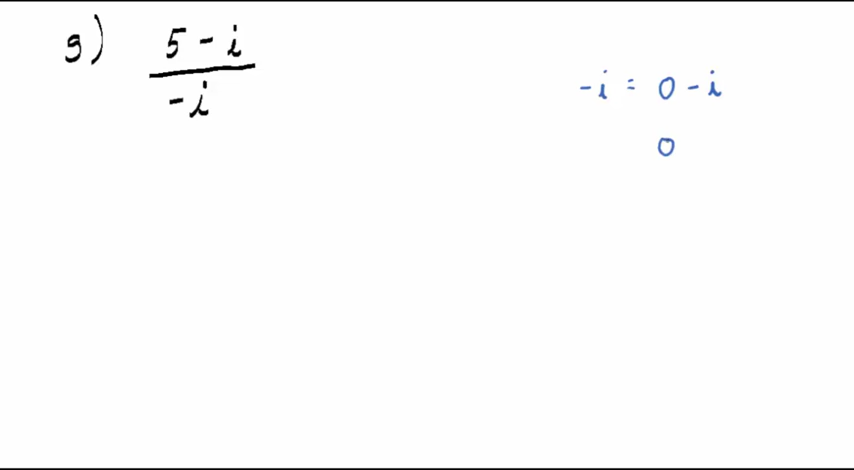 9) 5 - i
-i
-i = 0 - i
0